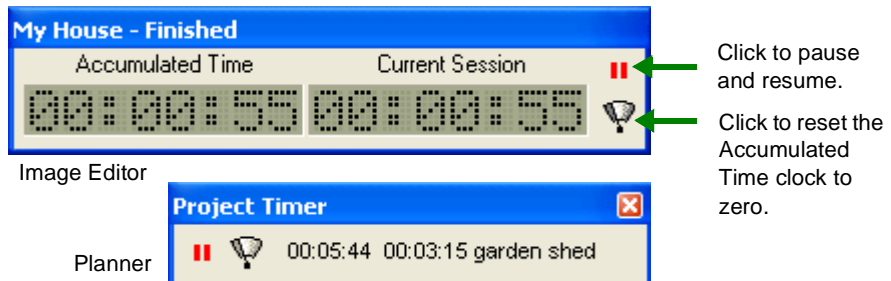 My House - Finished
Accumulated Time
Current Session
00:00:55
00:00:55
Click to pause
and resume.
Click to reset the
Accumulated
Time clock to
zero.
Image Editor
Project Timer
Planner
00:05:44 00:03:15 garden shed